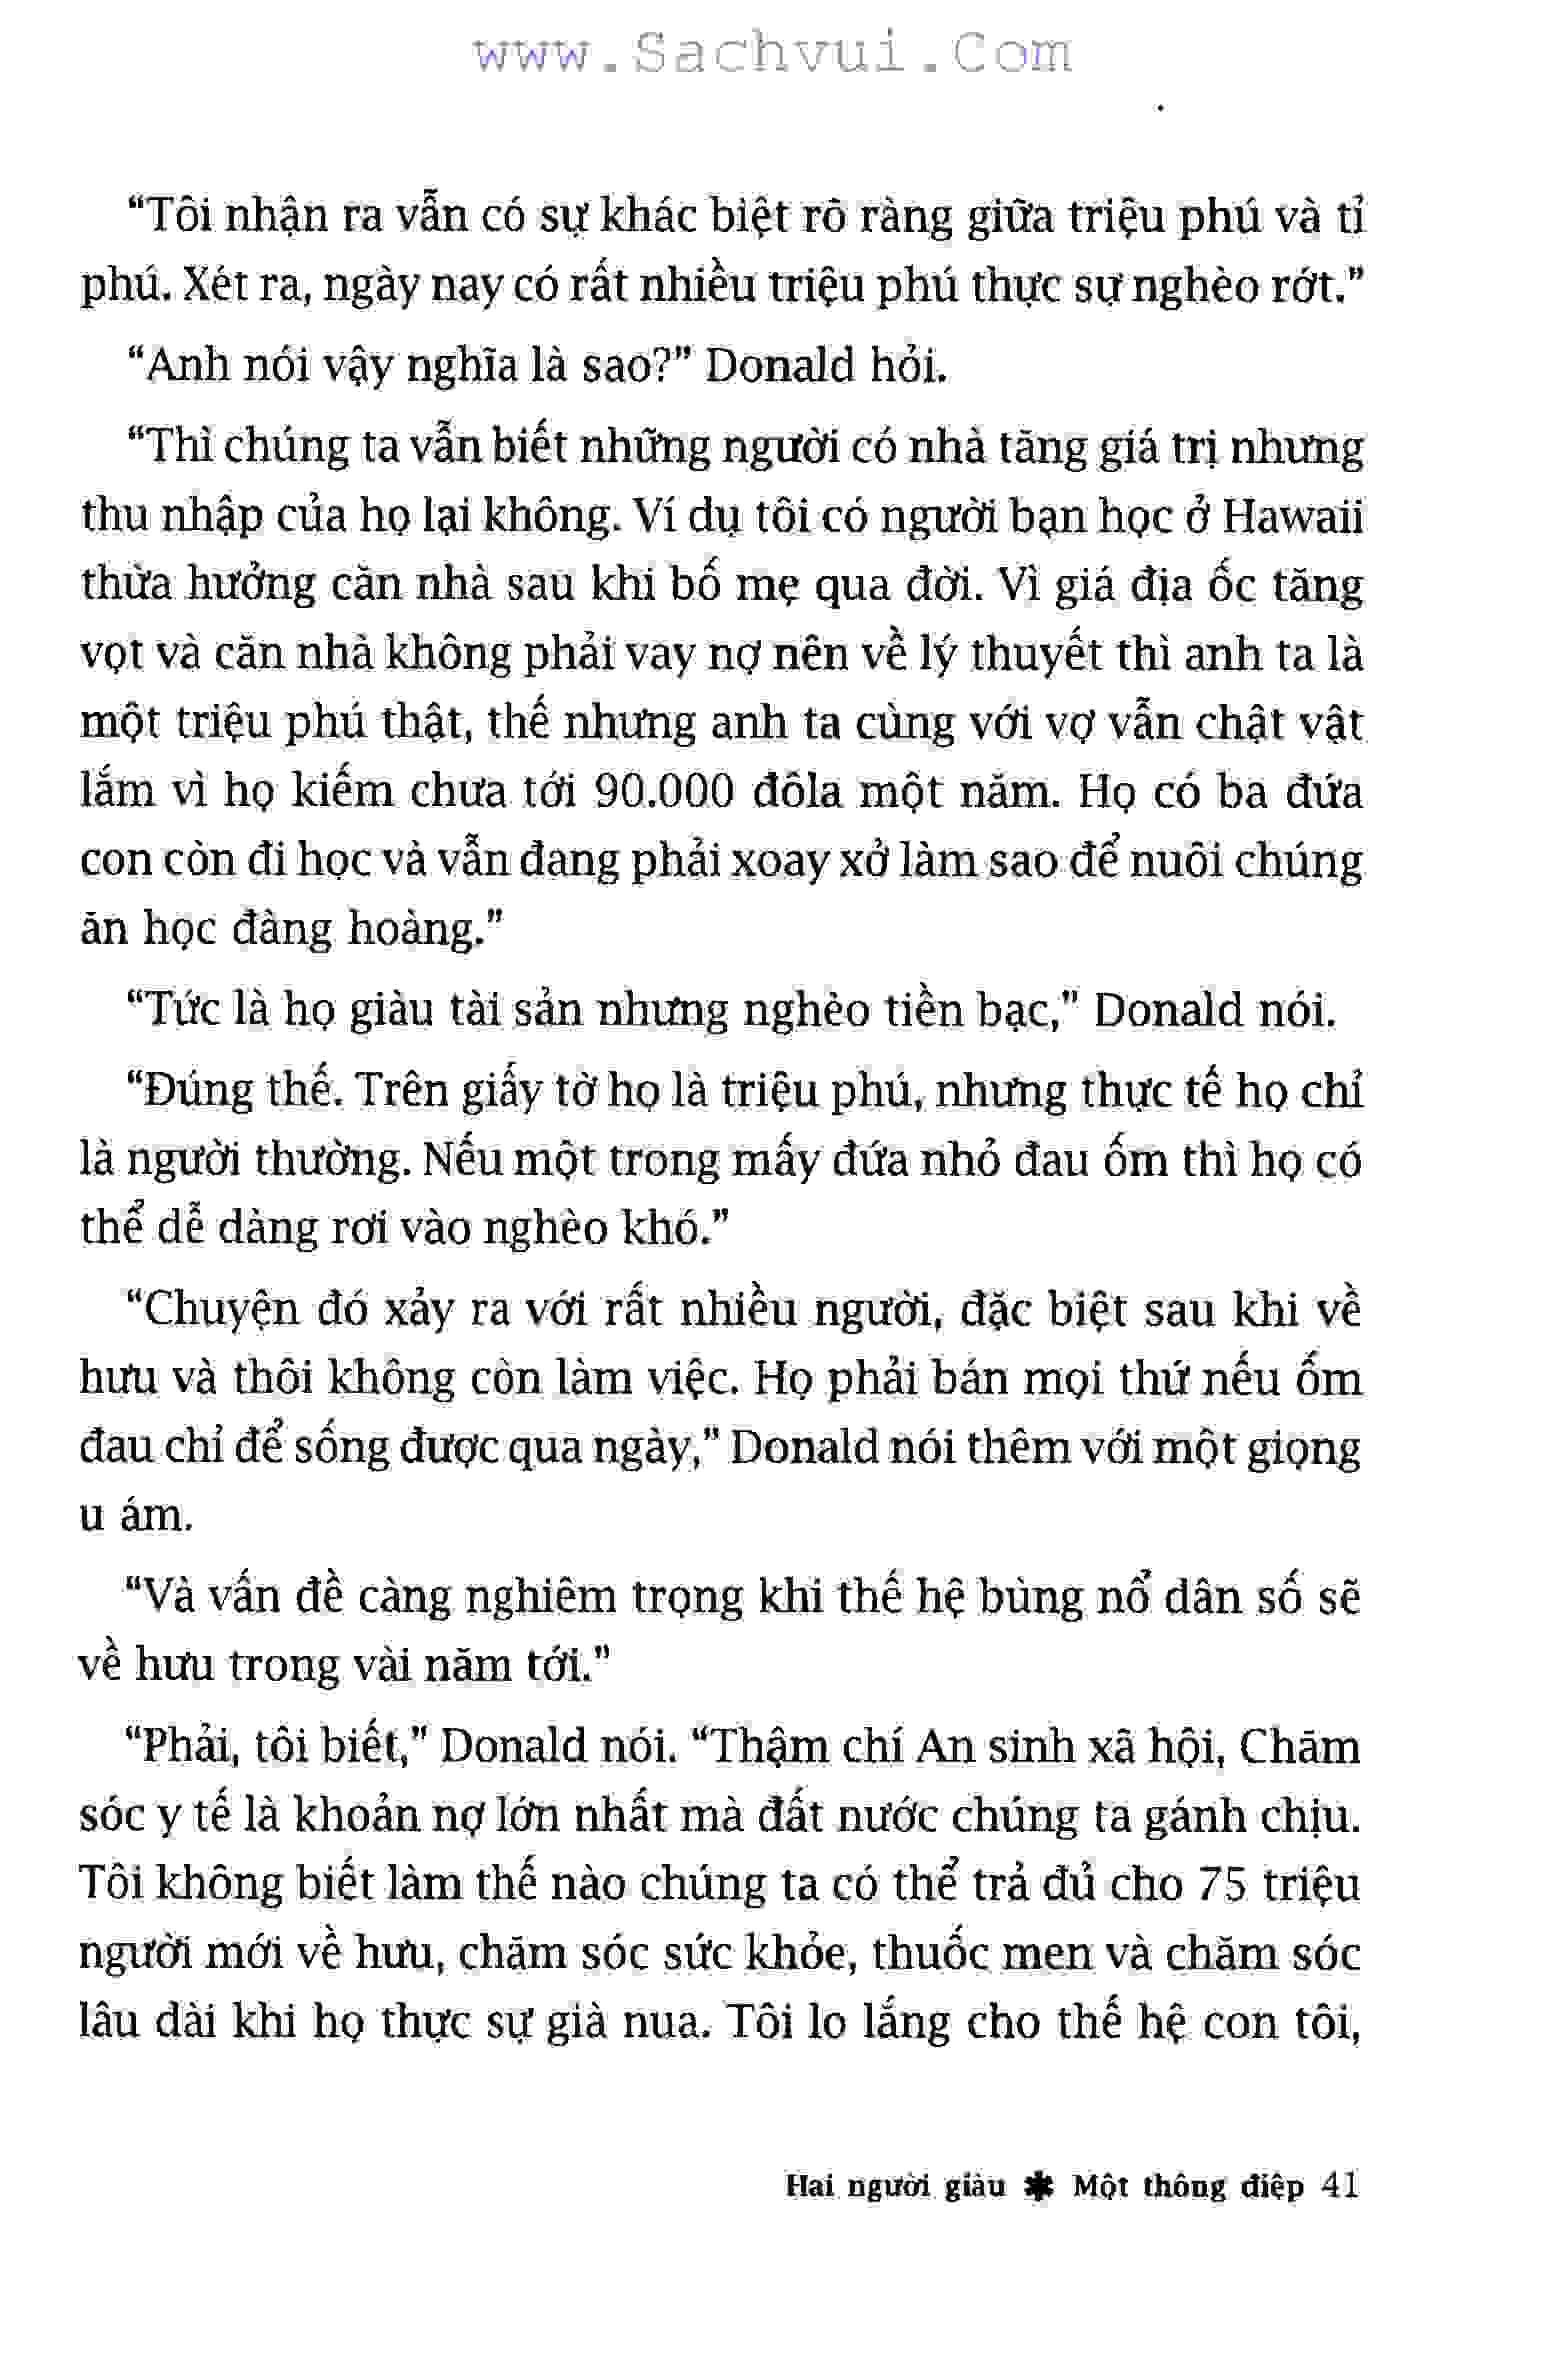 www.Sachvui.Com
“Tôi nhận ra vẫn có sự khác biệt rõ ràng giữa triệu phú và tỉ
phú. Xét ra, ngày nay có rất nhiều triệu phú thực sự nghèo rớt.”
“Anh nói vậy nghĩa là sao?” Donald hỏi.
“Thì chúng ta vẫn biết những người có nhà tăng giá trị nhưng
thu nhập của họ lại không. Ví dụ tôi có người bạn học ở Hawaii
thừa hưởng căn nhà sau khi bố mẹ qua đời. Vì giá địa ốc tăng
vọt và căn nhà không phải vay nợ nên về lý thuyết thì anh ta là
một triệu phú thật, thế nhưng anh ta cùng với vợ vẫn chật vật
lắm vì họ kiếm chưa tới 90.000 đôla một năm. Họ có ba đứa
con còn đi học và vẫn đang phải xoay xở làm sao để nuôi chúng
ăn học đàng hoàng.”
“Tức là họ giàu tài sản nhưng nghèo tiền bạc,” Donald nói.
“Đúng thế. Trên giấy tờ họ là triệu phú, nhưng thực tế họ chỉ
là người thường. Nếu một trong mấy đứa nhỏ đau ốm thì họ có
thể dễ dàng rơi vào nghèo khó.”
“Chuyện đó xảy ra với rất nhiều người, đặc biệt sau khi về
hưu và thôi không còn làm việc. Họ phải bán mọi thứ nếu ốm
đau chỉ để sống được qua ngày,” Donald nói thêm với một giọng
u ám.
“Và vấn đề càng nghiêm trọng khi thế hệ bùng nổ dân số sẽ
về hưu trong vài năm tới.”
“Phải, tôi biết,” Donald nói. “Thậm chí An sinh xã hội, Chăm
sóc y tế là khoản nợ lớn nhất mà đất nước chúng ta gánh chịu.
Tôi không biết làm thế nào chúng ta có thể trả đủ cho 75 triệu
người mới về hưu, chăm sóc sức khỏe, thuốc men và chăm sóc
lâu dài khi họ thực sự già nua. Tôi lo lắng cho thế hệ con tôi,
Hai người giàu ✱ Một thông điệp 41